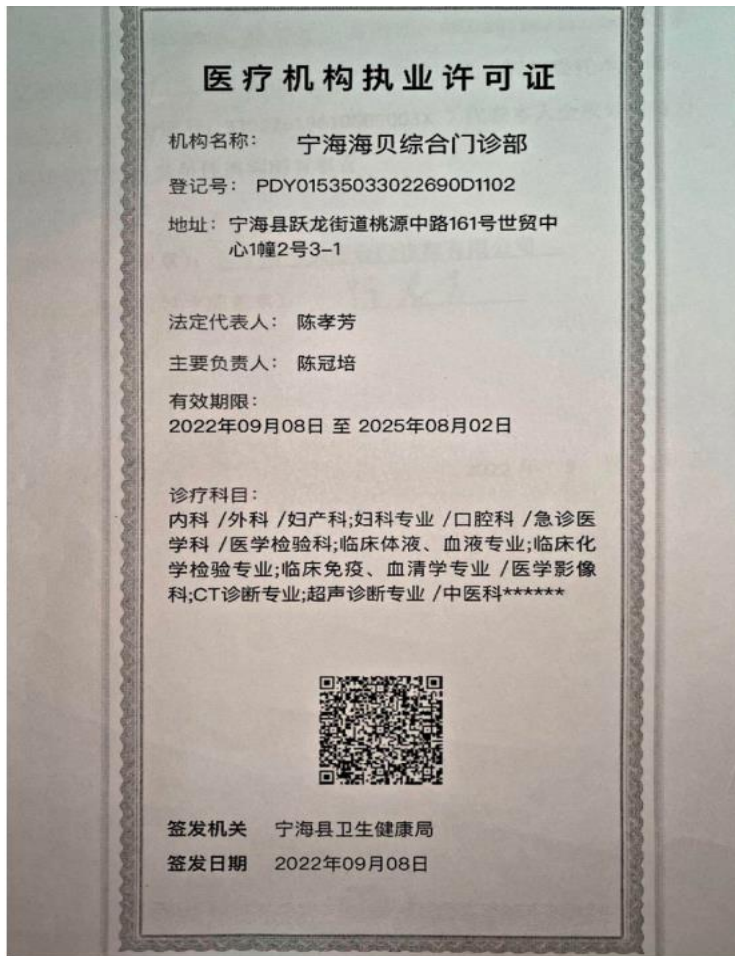 医疗机构执业许可证
机构名称： 宁海海贝综合门诊部
登记号： PDY01535033022690D1102
地址： 宁海县跃龙街道桃源中路161号世贸中
心1幢2号3-1
法定代表人： 陈孝芳
主要负责人： 陈冠培
有效期限：
2022年09月08日 至 2025年08月02日
诊疗科目：
内科 /外科 /妇产科;妇科专业 /口腔科 /急诊医
学科 /医学检验科;临床体液、血液专业;临床化
学检验专业;临床免疫、血清学专业 /医学影像
科;CT诊断专业;超声诊断专业 /中医科******
签发机关 宁海县卫生健康局
签发日期 2022年09月08日